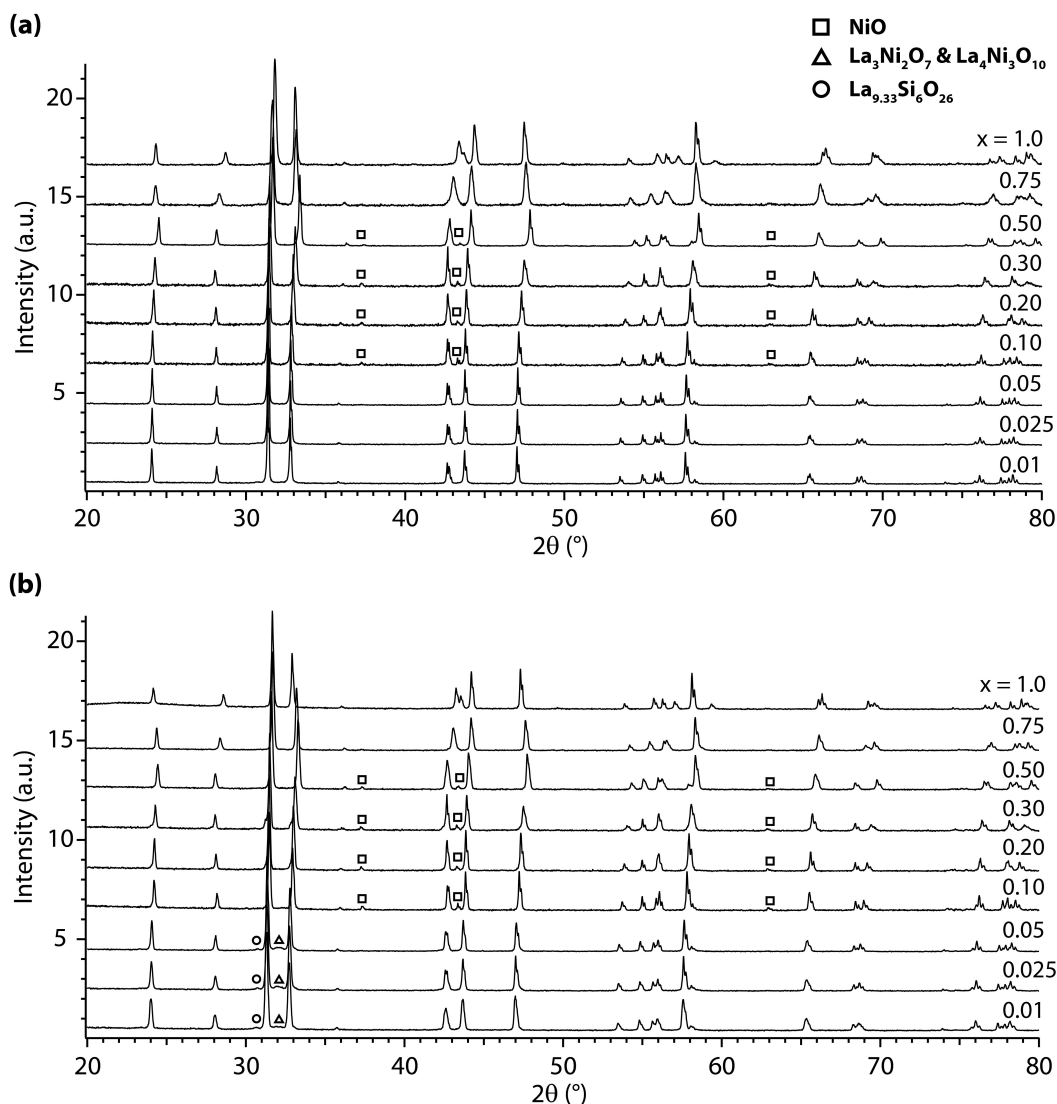 (a)
□ NiO
△ La₃Ni₂O₇ & La₄Ni₃O₁₀
○ La₉.₃₃Si₆O₂₆
Intensity (a.u.)
20
15
10
5
x = 1.0
0.75
0.50
0.30
0.20
0.10
0.05
0.025
0.01
20 30 40 50 60 70 80
2θ (°)
(b)
Intensity (a.u.)
20
15
10
5
x = 1.0
0.75
0.50
0.30
0.20
0.10
0.05
0.025
0.01
20 30 40 50 60 70 80
2θ (°)